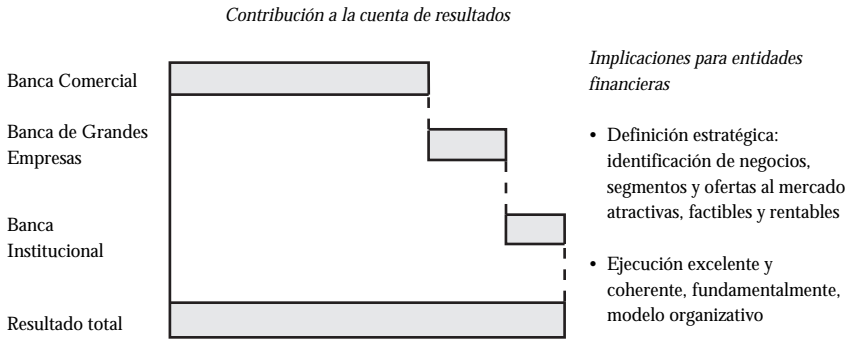 Contribución a la cuenta de resultados
Banca Comercial
Banca de Grandes
Empresas
Banca
Institucional
Resultado total
Implicaciones para entidades
financieras
• Definición estratégica:
identificación de negocios,
segmentos y ofertas al mercado
atractivas, factibles y rentables
• Ejecución excelente y
coherente, fundamentalmente,
modelo organizativo